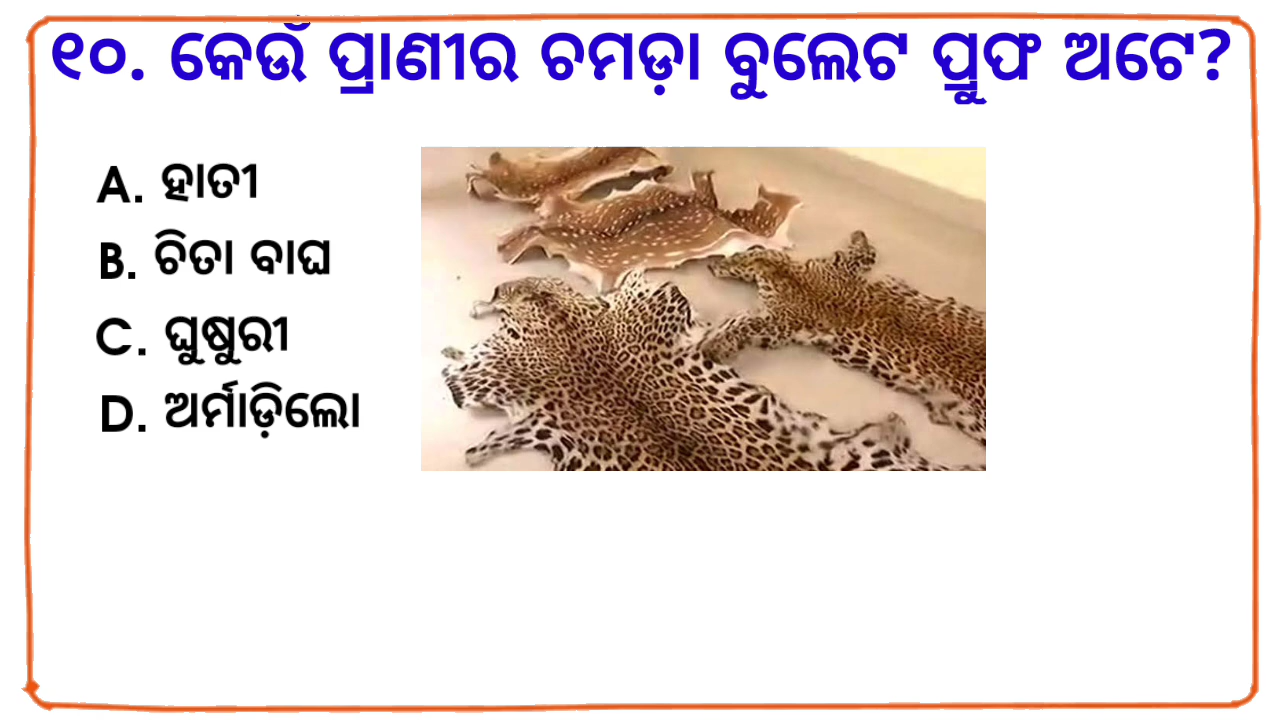 ୧୦. କେଉଁ ପ୍ରାଣୀର ଚମଡ଼ା ବୁଲେଟ ପ୍ରୁଫ ଅଟେ?
A. ହାତୀ
B. ଚିତା ବାଘ
C. ଘୁଷୁରୀ
D. ଅର୍ମାଡ଼ିଲୋ